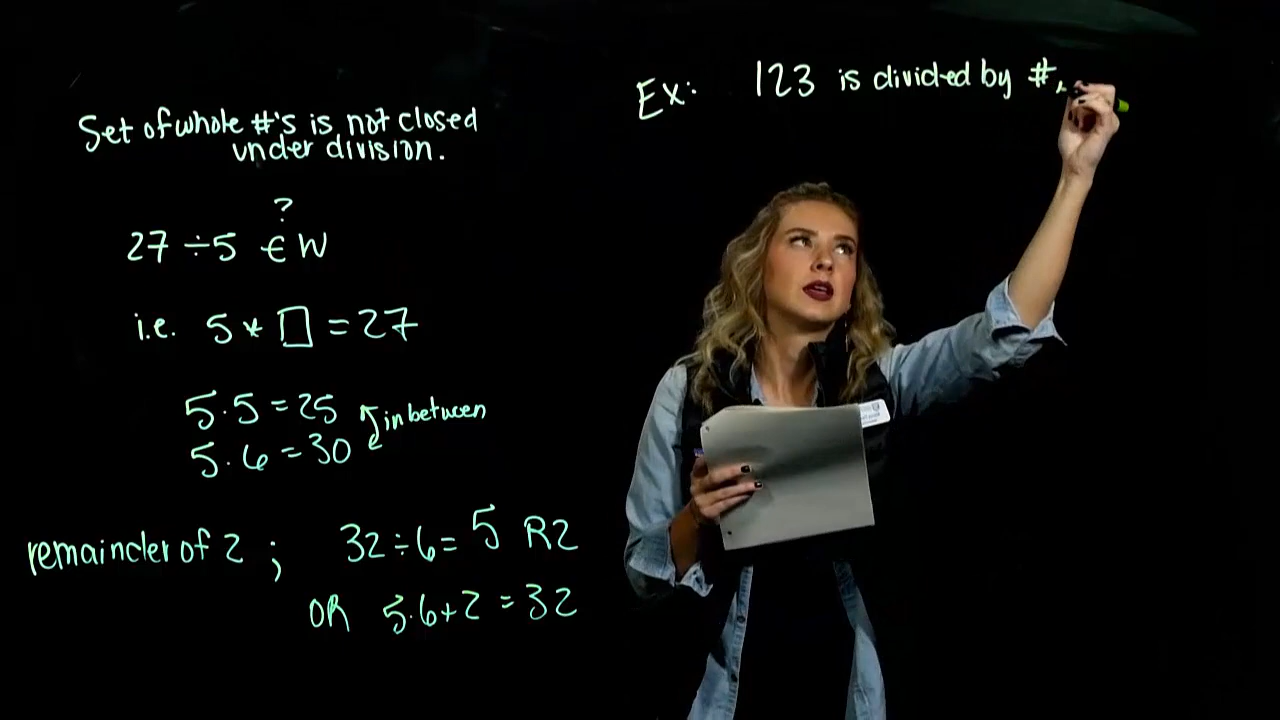 Set of whole #'s is not closed
under division.
?
27 ÷ 5 ∈ W
i.e. 5 * □ = 27
5·5 = 25
in between
5·6 = 30
remainder of 2 ; 32 ÷ 6 = 5 R2
OR 5·6+2 = 32
Ex: 123 is divided by #,